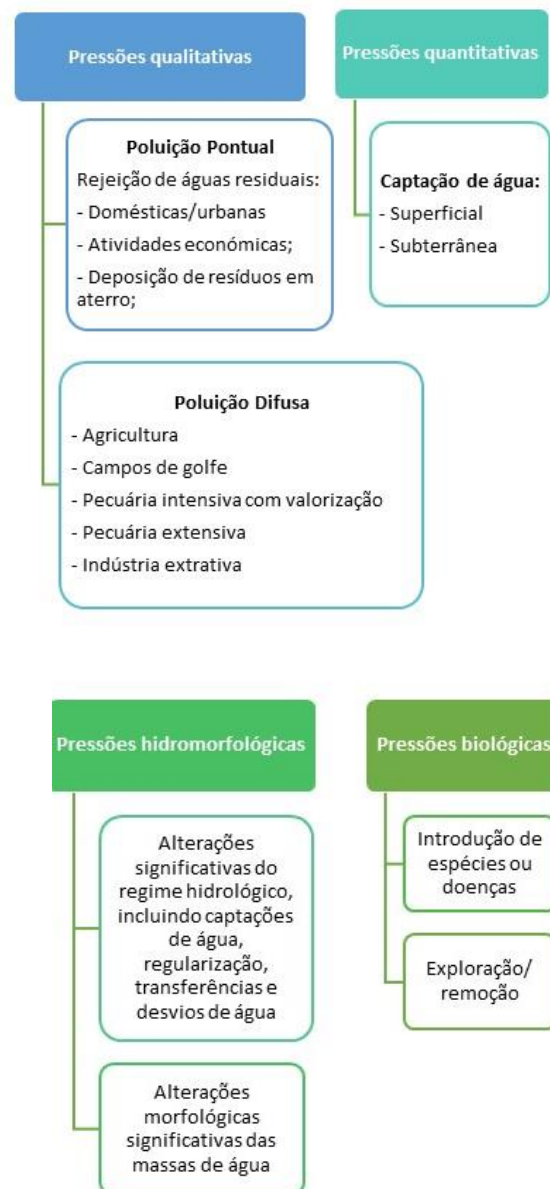 Pressões qualitativas
Poluição Pontual
Rejeição de águas residuais:
- Domésticas/urbanas
- Atividades económicas;
- Deposição de resíduos em
aterro;
Poluição Difusa
- Agricultura
- Campos de golfe
- Pecuária intensiva com valorização
- Pecuária extensiva
- Indústria extrativa
Pressões quantitativas
Captação de água:
- Superficial
- Subterrânea
Pressões hidromorfológicas
Alterações
significativas do
regime hidrológico,
incluindo captações
de água,
regularização,
transferências e
desvios de água
Alterações
morfológicas
significativas das
massas de água
Pressões biológicas
Introdução de
espécies ou
doenças
Exploração/
remoção